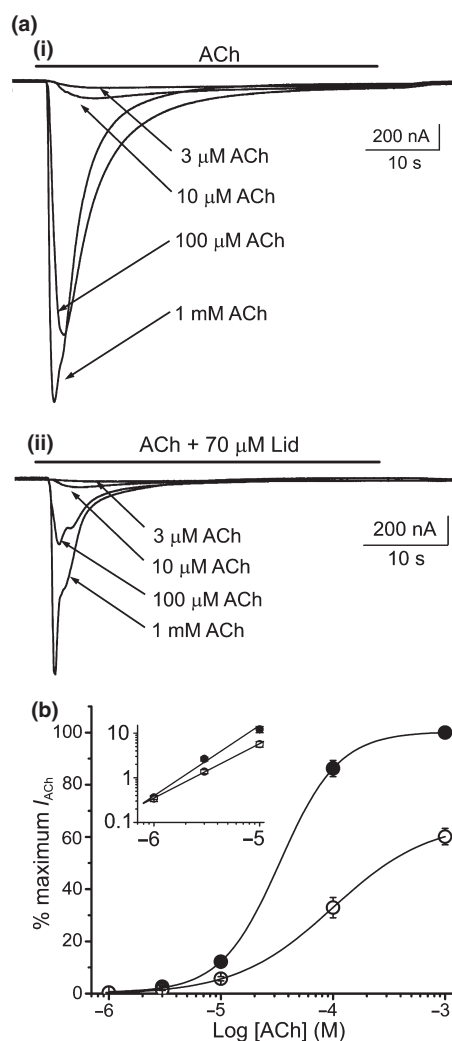 (a)
(i)
ACh
200 nA
10 s
3 μM ACh
10 μM ACh
100 μM ACh
1 mM ACh
(ii)
ACh + 70 μM Lid
200 nA
10 s
3 μM ACh
10 μM ACh
100 μM ACh
1 mM ACh
(b)
10
1
0.1
−6
−5
100
80
60
40
20
0
% maximum IACh
−6
−5
−4
−3
Log [ACh] (M)